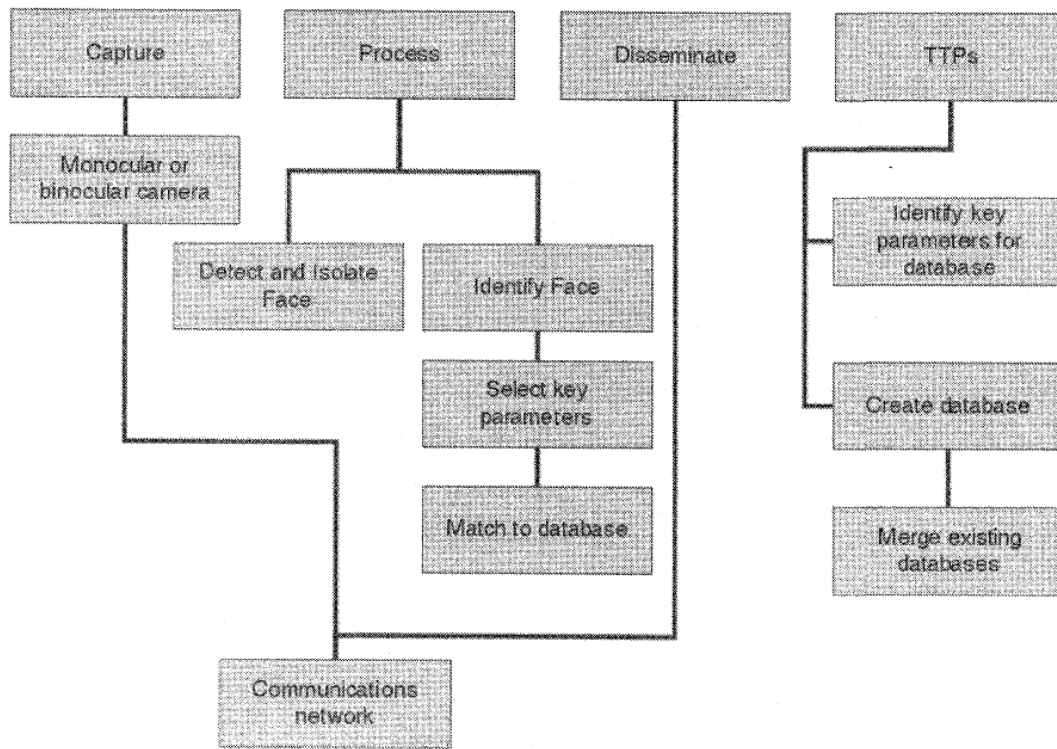 Capture
Process
Disseminate
TTPs
Monocular or
binocular camera
Detect and Isolate
Face
Identify Face
Identify key
parameters for
database
Select key
parameters
Create database
Match to database
Merge existing
databases
Communications
network